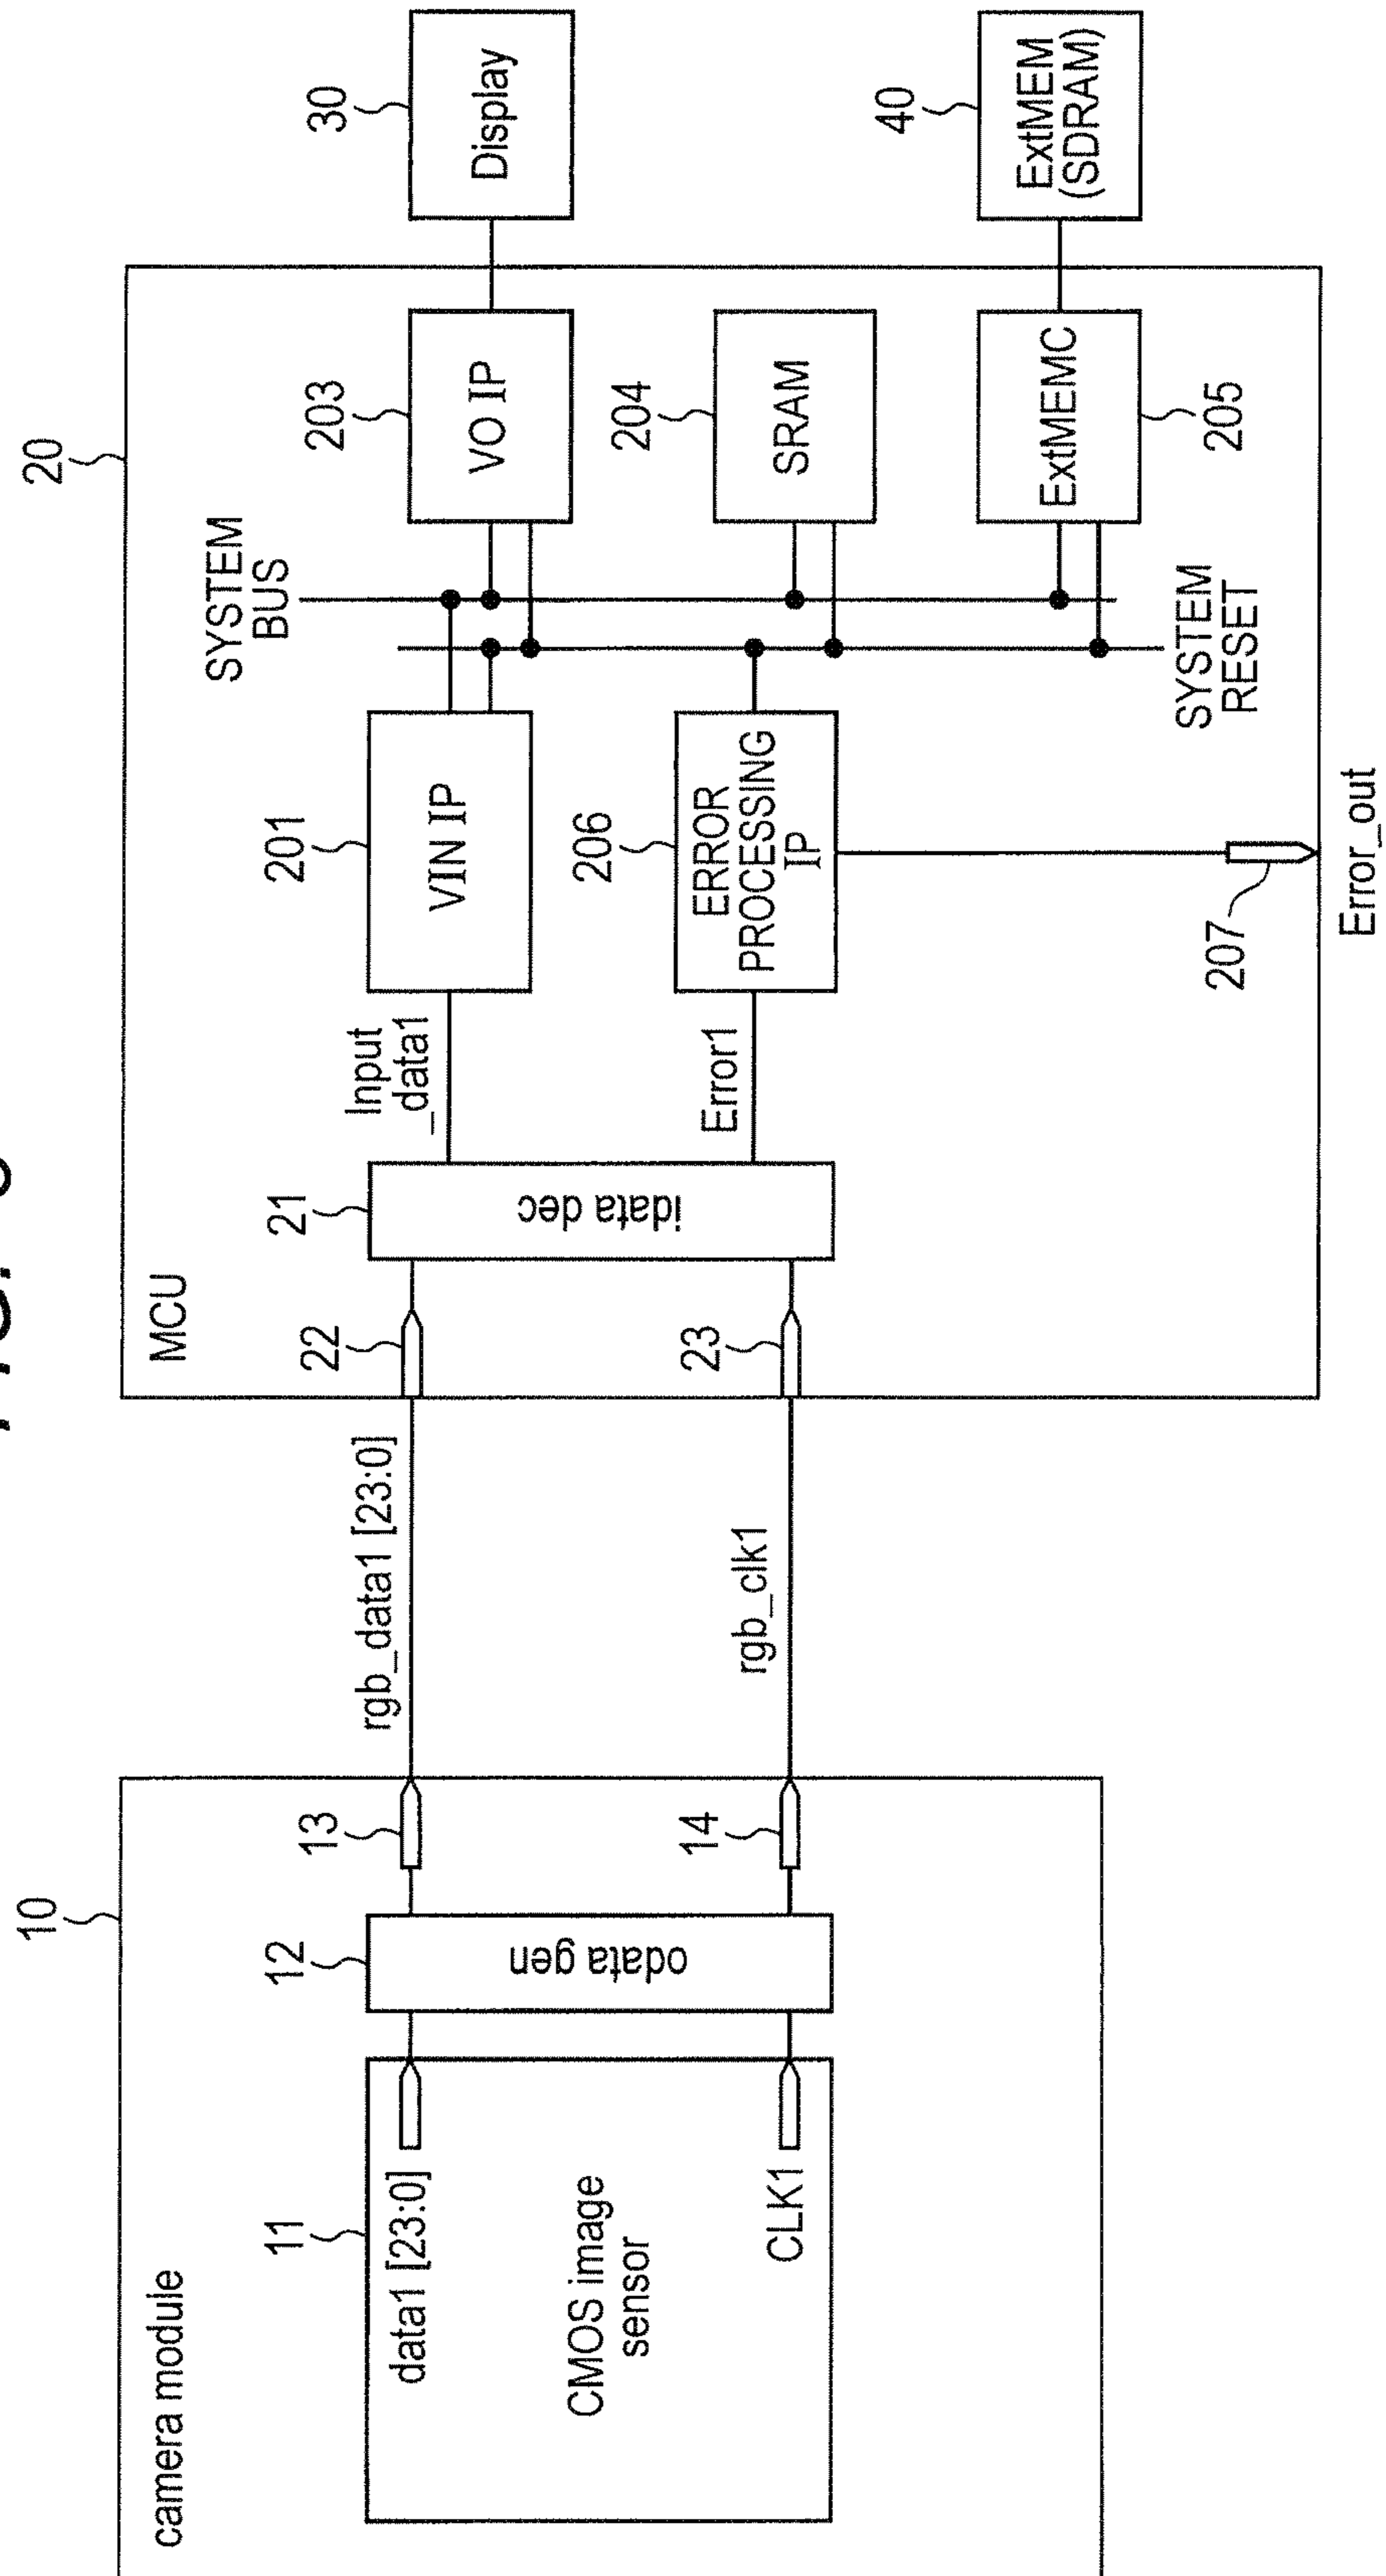 camera module
10
11
data1 [23:0]
CMOS image
sensor
CLK1
12
odata gen
13
14
rgb_data1 [23:0]
rgb_clk1
20
MCU
22
23
21
idata dec
Input
_data1
Error1
201
VIN IP
206
ERROR
PROCESSING
IP
207
Error_out
SYSTEM
BUS
SYSTEM
RESET
203
VO IP
204
SRAM
ExtMEMC
205
30
Display
40
ExtMEM
(SDRAM)